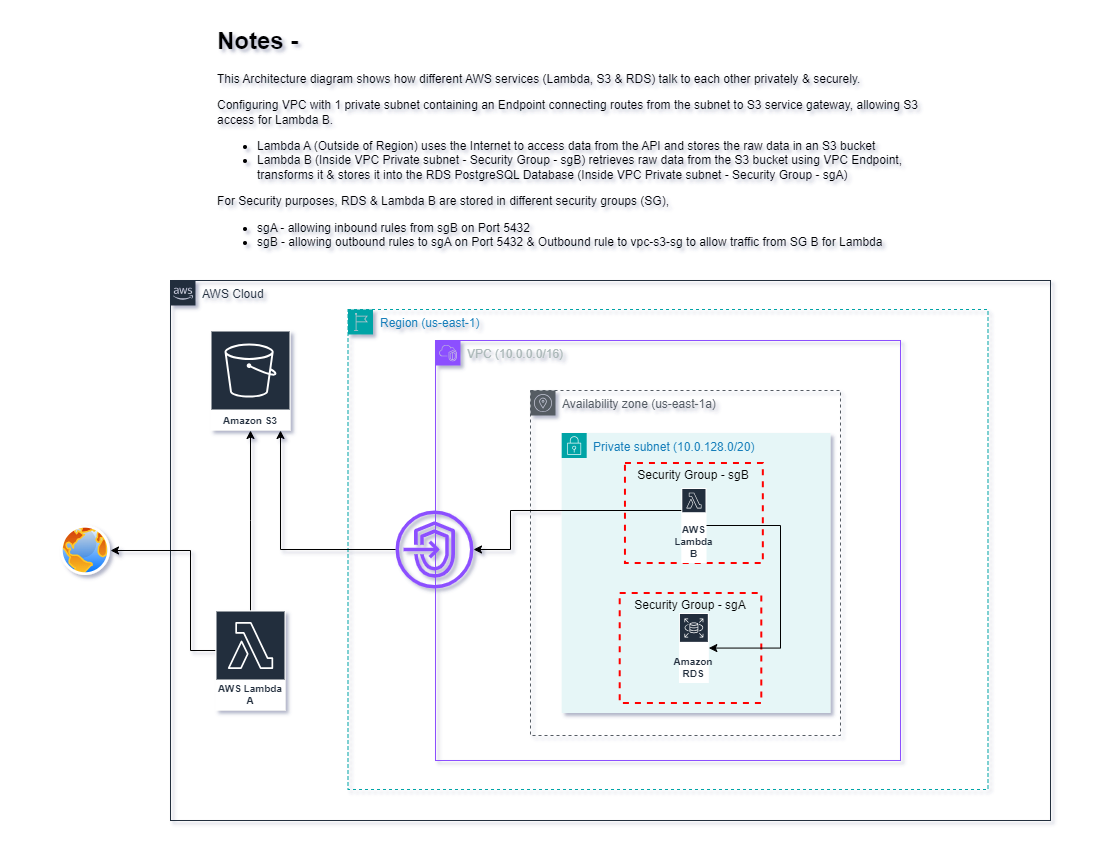 Notes -
This Architecture diagram shows how different AWS services (Lambda, S3 & RDS) talk to each other privately & securely.
Configuring VPC with 1 private subnet containing an Endpoint connecting routes from the subnet to S3 service gateway, allowing S3
access for Lambda B.
• Lambda A (Outside of Region) uses the Internet to access data from the API and stores the raw data in an S3 bucket
• Lambda B (Inside VPC Private subnet - Security Group - sgB) retrieves raw data from the S3 bucket using VPC Endpoint,
transforms it & stores it into the RDS PostgreSQL Database (Inside VPC Private subnet - Security Group - sgA)
For Security purposes, RDS & Lambda B are stored in different security groups (SG),
• sgA - allowing inbound rules from sgB on Port 5432
• sgB - allowing outbound rules to sgA on Port 5432 & Outbound rule to vpc-s3-sg to allow traffic from SG B for Lambda
aws
AWS Cloud
Region (us-east-1)
VPC (10.0.0.0/16)
Availability zone (us-east-1a)
Amazon S3
Private subnet (10.0.128.0/20)
Security Group - sgB
AWS
Lambda
B
Security Group - sgA
Amazon
RDS
AWS Lambda
A